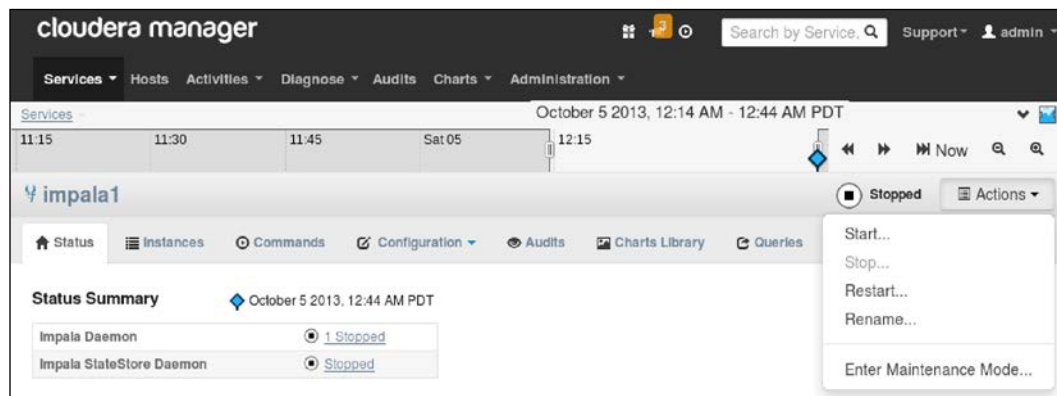 cloudera manager
3
Search by Service,
Support
admin
Services Hosts Activities Diagnose Audits Charts Administration
Services
October 5 2013, 12:14 AM - 12:44 AM PDT
11:15 11:30 11:45 Sat 05 12:15
Now
impala1
Stopped
Actions
Status Instances Commands Configuration Audits Charts Library Queries
Start...
Stop...
Restart...
Rename...
Enter Maintenance Mode...
Status Summary
October 5 2013, 12:44 AM PDT
Impala Daemon 1 Stopped
Impala StateStore Daemon Stopped